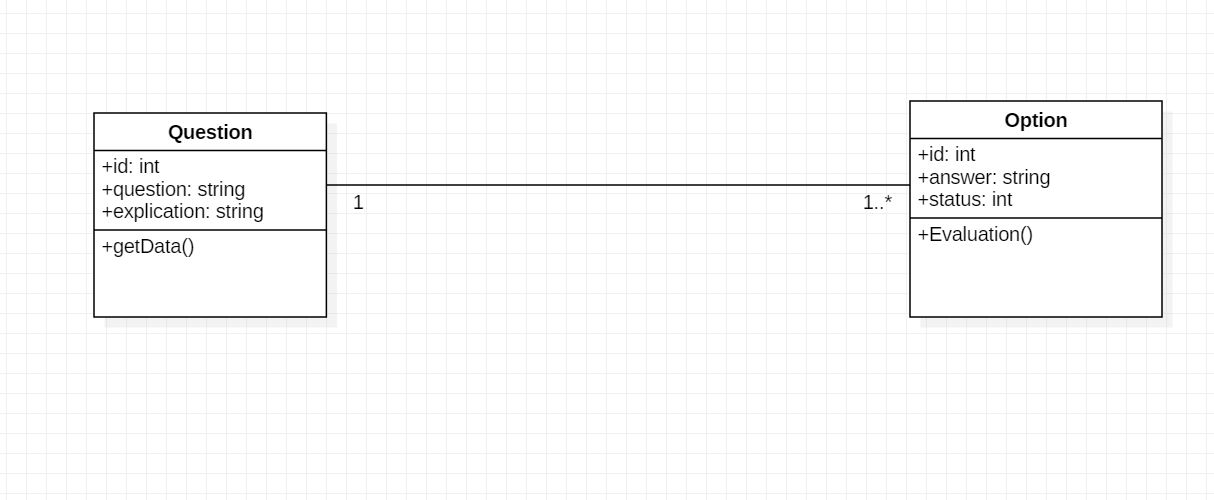 Question
+id: int
+question: string
+explication: string
+getData()
1
1..*
Option
+id: int
+answer: string
+status: int
+Evaluation()